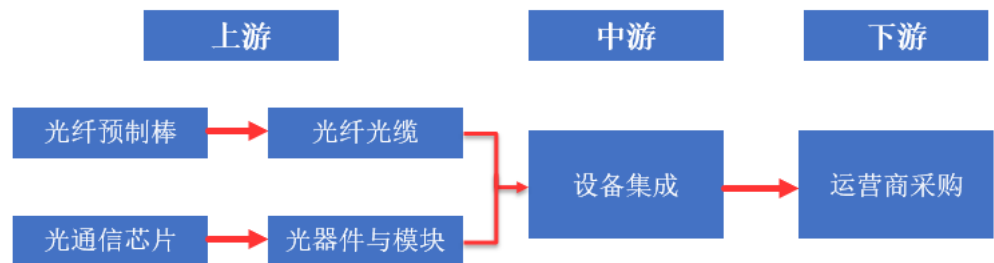 上游
中游
下游
光纤预制棒
光纤光缆
设备集成
运营商采购
光通信芯片
光器件与模块